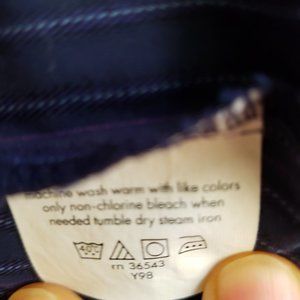 machine wash warm with like colors
only non-chlorine bleach when
needed tumble dry steam iron
rn 36543
Y98